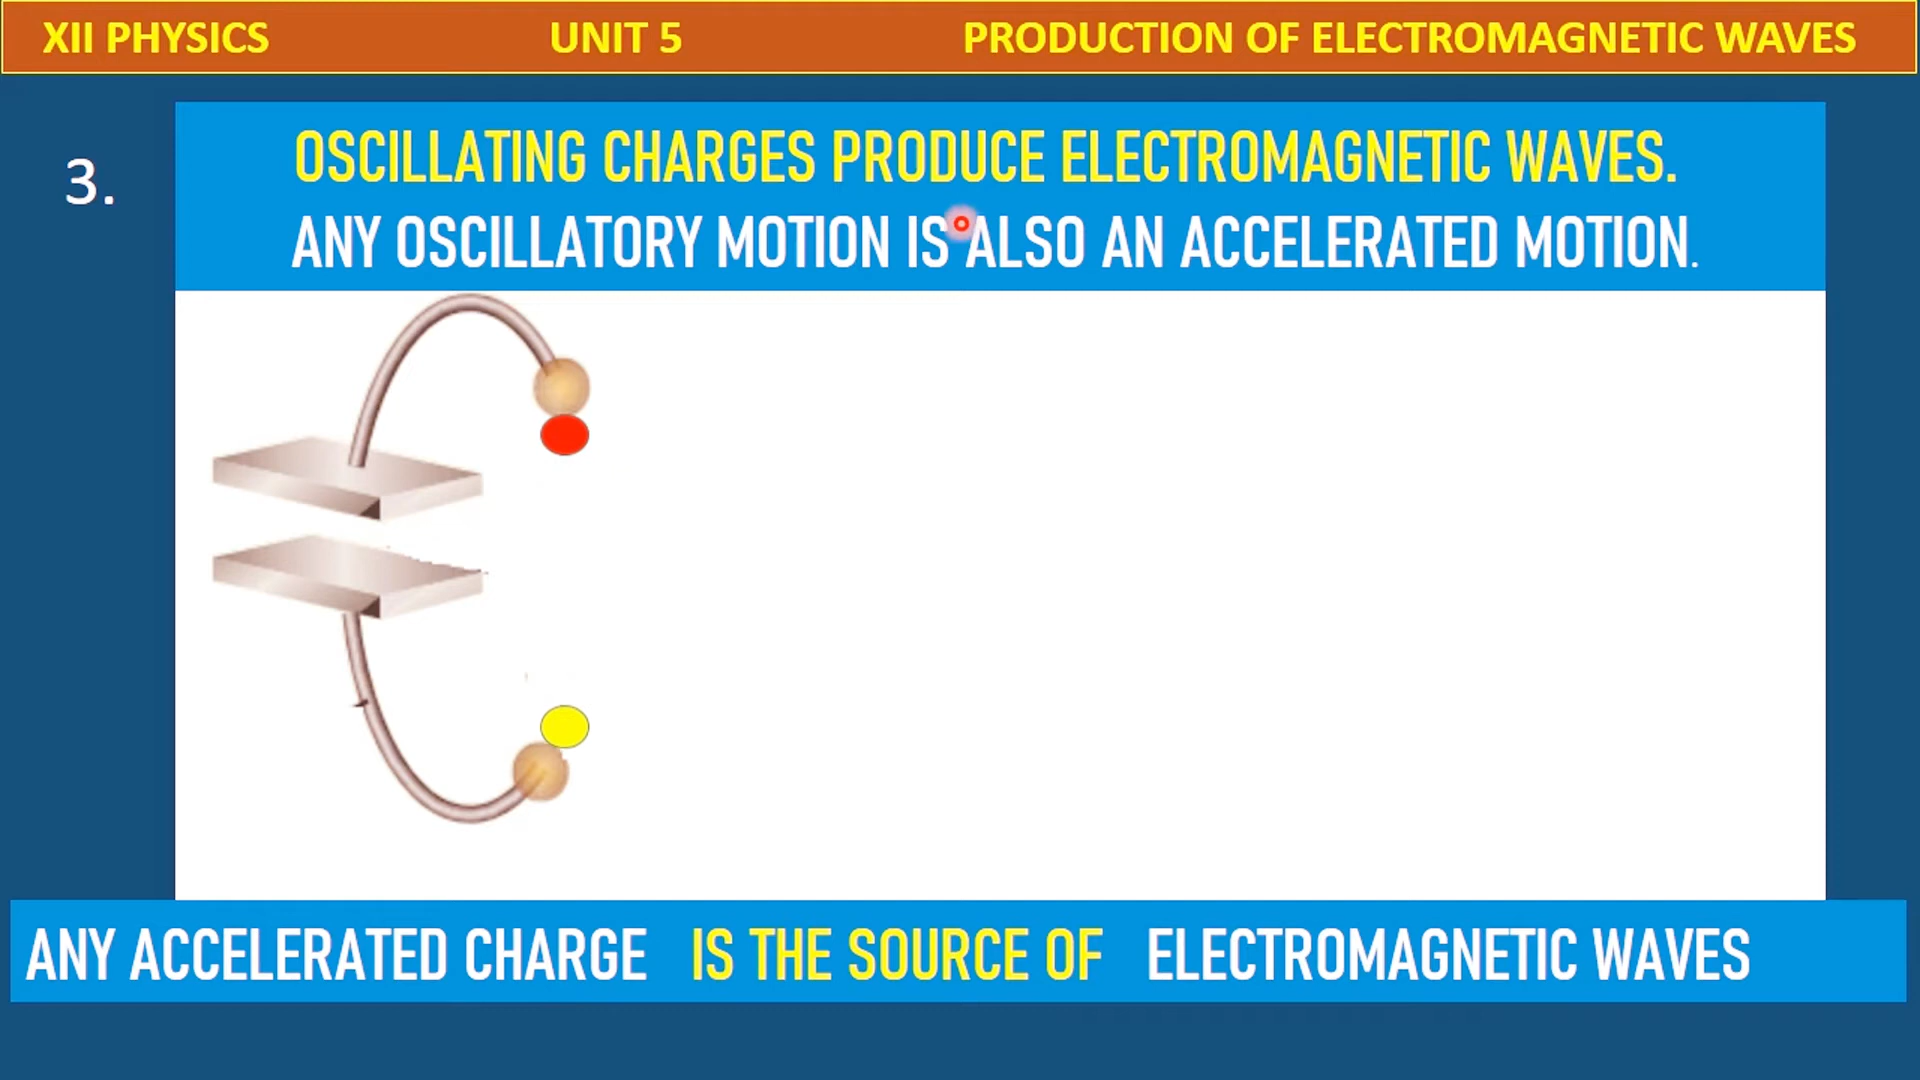 XII PHYSICS UNIT 5 PRODUCTION OF ELECTROMAGNETIC WAVES
3.
OSCILLATING CHARGES PRODUCE ELECTROMAGNETIC WAVES.
ANY OSCILLATORY MOTION IS ALSO AN ACCELERATED MOTION.
ANY ACCELERATED CHARGE IS THE SOURCE OF ELECTROMAGNETIC WAVES